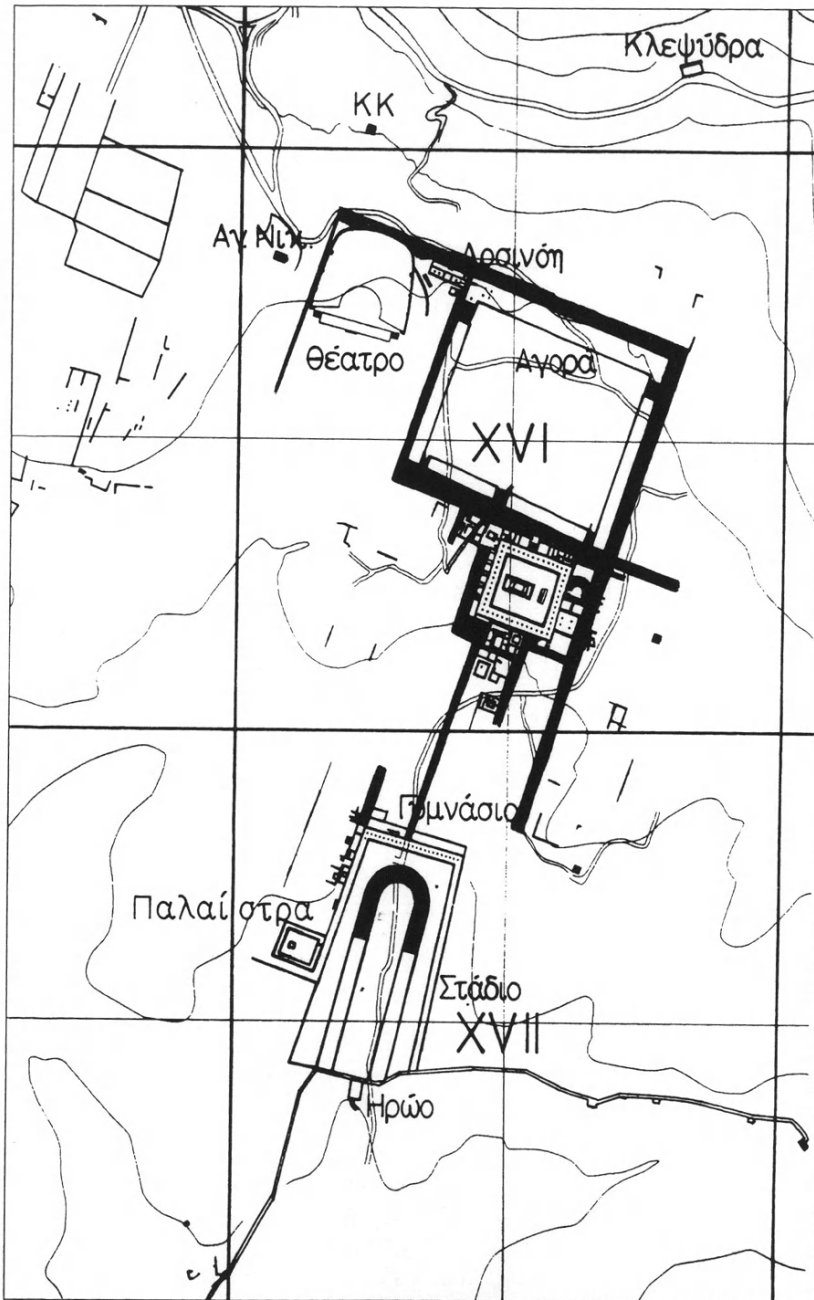 Κλεψύδρα
ΚΚ
Αγ. Νικ.
Αρσινόη
Θέατρο
Αγορά
XVI
Γυμνάσιο
Παλαίστρα
Στάδιο
XVII
Ηρώο